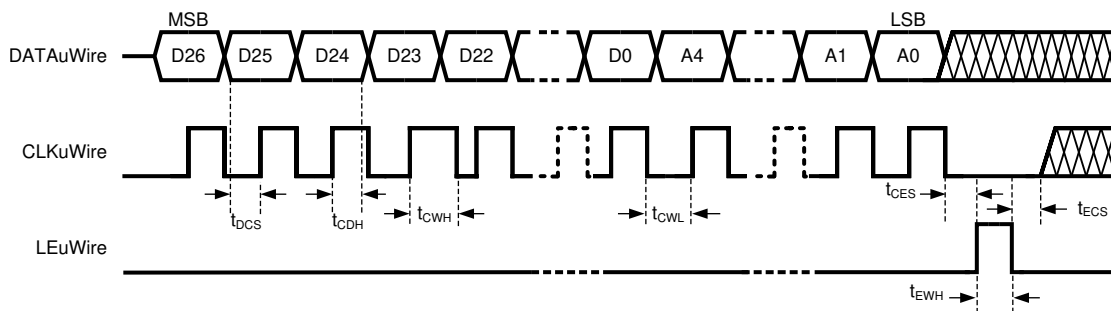 MSB
LSB
DATAuWire
D26
D25
D24
D23
D22
D0
A4
A1
A0
CLKuWire
tDCS
tCDH
tCWH
tCWL
tCES
tECS
LEuWire
tEWH